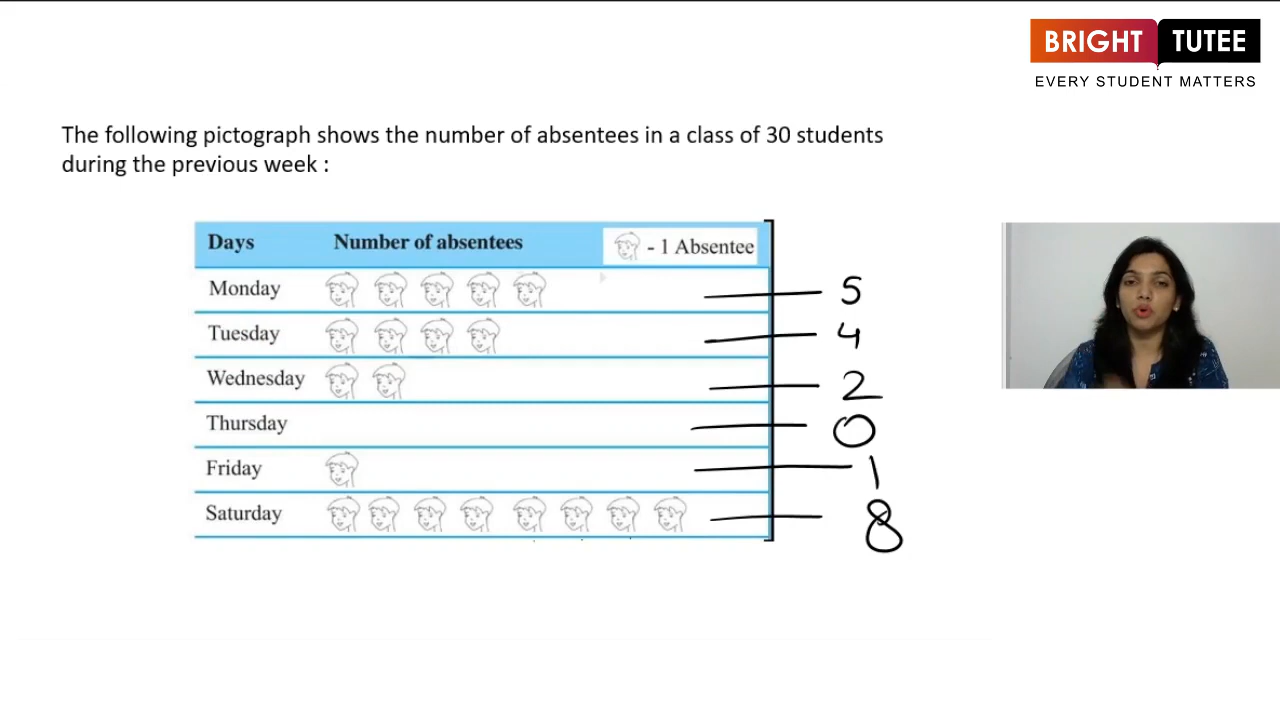 BRIGHT TUTEE
EVERY STUDENT MATTERS
The following pictograph shows the number of absentees in a class of 30 students
during the previous week :
Days Number of absentees - 1 Absentee
Monday 5
Tuesday 4
Wednesday 2
Thursday 0
Friday 1
Saturday 8